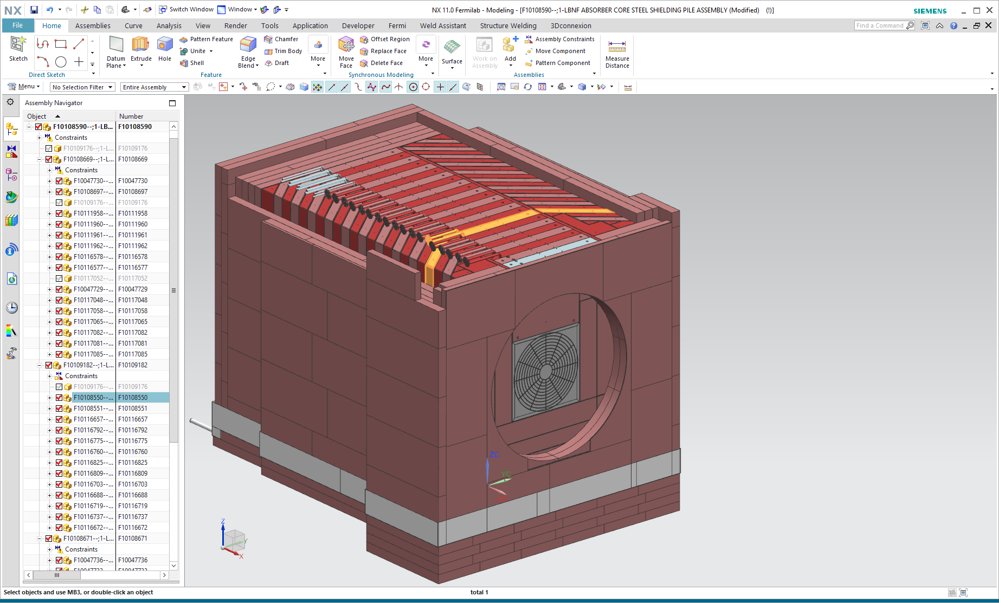 NX Switch Window Window NX 11.0 Fermilab - Modeling - [F10108590--;1-LBNF ABSORBER CORE STEEL SHIELDING PILE ASSEMBLY (Modified) (!)] SIEMENS
File Home Assemblies Curve Analysis View Render Tools Application Developer Fermi Weld Assistant Structure Welding 3Dconnexion Find a Command
Sketch
Direct Sketch
Datum Plane
Extrude
Hole
Pattern Feature
Unite
Shell
Edge Blend
Chamfer
Trim Body
Draft
More
Feature
Move Face
Offset Region
Replace Face
Delete Face
More
Synchronous Modeling
Surface
Work on Assembly
Add
Assembly Constraints
Move Component
Pattern Component
Assemblies
Measure Distance
Menu No Selection Filter Entire Assembly
Assembly Navigator
Object Number
F10108590--;1-LB... F10108590
Constraints
F10109176--;1-L... F10109176
F10108669--;1-L... F10108669
Constraints
F10047730--... F10047730
F10108697--... F10108697
F10109176--... F10109176
F10111958--... F10111958
F10111960--... F10111960
F10111961--... F10111961
F10111962--... F10111962
F10116578--... F10116578
F10116577--... F10116577
F10117052--... F10117052
F10047729--... F10047729
F10117048--... F10117048
F10117058--... F10117058
F10117065--... F10117065
F10117082--... F10117082
F10117081--... F10117081
F10117085--... F10117085
F10109182--;1-L... F10109182
Constraints
F10109176--... F10109176
F10108550--... F10108550
F10108551--... F10108551
F10116657--... F10116657
F10116792--... F10116792
F10116775--... F10116775
F10116760--... F10116760
F10116825--... F10116825
F10116809--... F10116809
F10116703--... F10116703
F10116688--... F10116688
F10116719--... F10116719
F10116737--... F10116737
F10116672--... F10116672
F10108671--;1-L... F10108671
Constraints
F10047736--... F10047736
ZC
YC
Z
Y
X
Select objects and use MB3, or double-click an object total 1